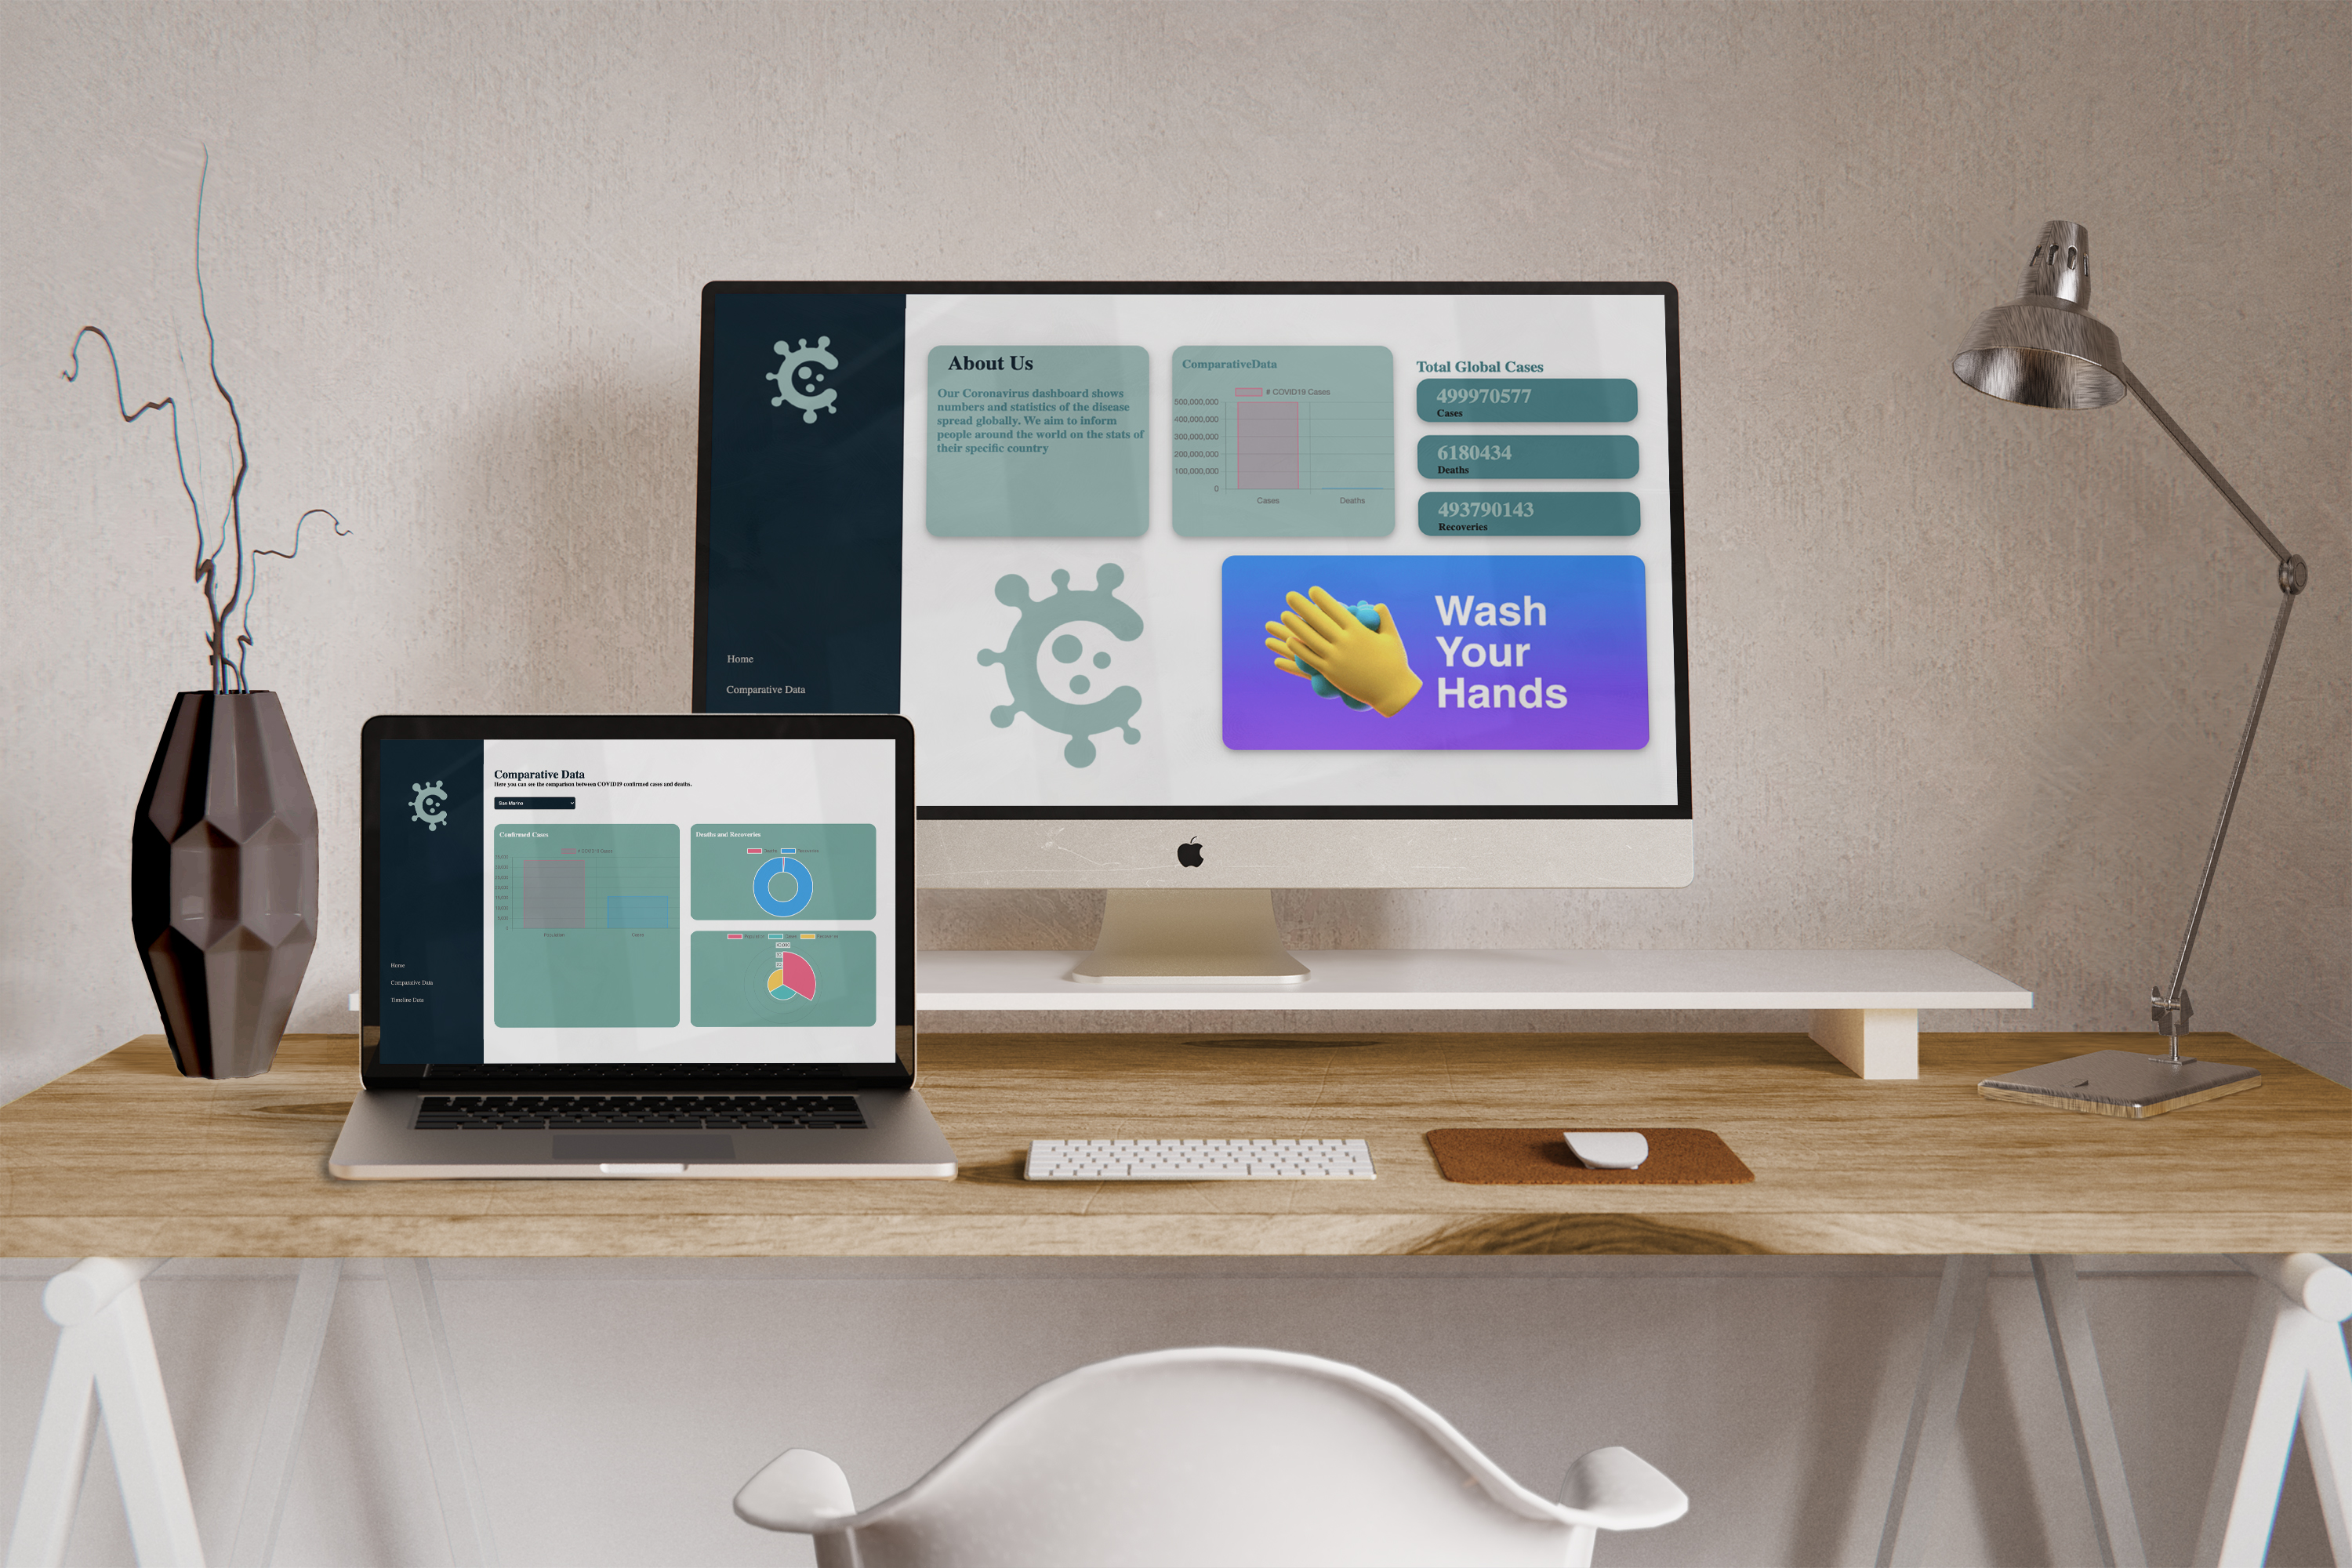 About Us
Our Coronavirus dashboard shows
numbers and statistics of the disease
spread globally. We aim to inform
people around the world on the stats of
their specific country
ComparativeData
# COVID19 Cases
500,000,000
400,000,000
300,000,000
200,000,000
100,000,000
0
Cases
Deaths
Total Global Cases
499970577
Cases
6180434
Deaths
493790143
Recoveries
Wash
Your
Hands
Home
Comparative Data
Comparative Data
Here you can see the comparison between COVID19 confirmed cases and deaths.
San Marino
Confirmed Cases
# COVID19 Cases
Deaths and Recoveries
Home
Comparative Data
Timeline Data